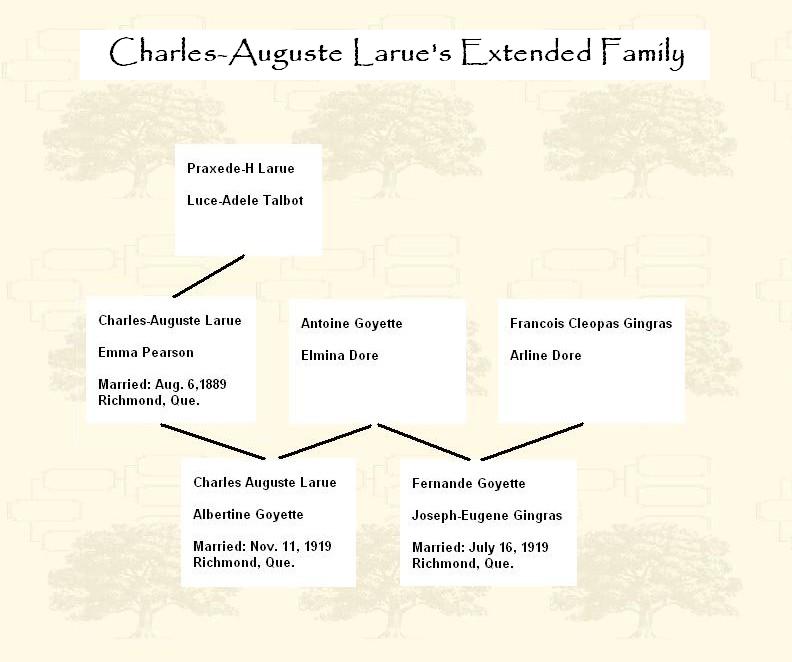 Charles-Auguste Larue's Extended Family
Praxede-H Larue
Luce-Adele Talbot
Charles-Auguste Larue
Emma Pearson
Married: Aug. 6,1889
Richmond, Que.
Antoine Goyette
Elmina Dore
Francois Cleopas Gingras
Arline Dore
Charles Auguste Larue
Albertine Goyette
Married: Nov. 11, 1919
Richmond, Que.
Fernande Goyette
Joseph-Eugene Gingras
Married: July 16, 1919
Richmond, Que.